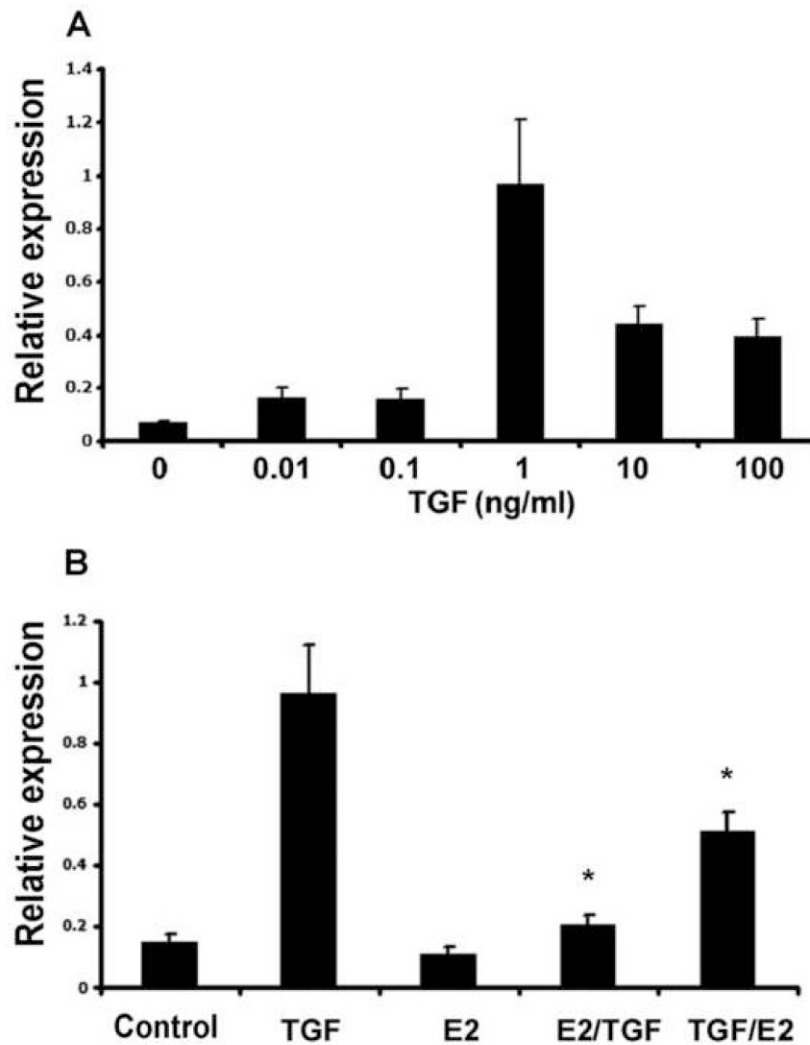 A
Relative expression
1.4
1.2
1
0.8
0.6
0.4
0.2
0
0 0.01 0.1 1 10 100
TGF (ng/ml)
B
Relative expression
1.2
1
0.8
0.6
0.4
0.2
0
*
*
Control TGF E2 E2/TGF TGF/E2